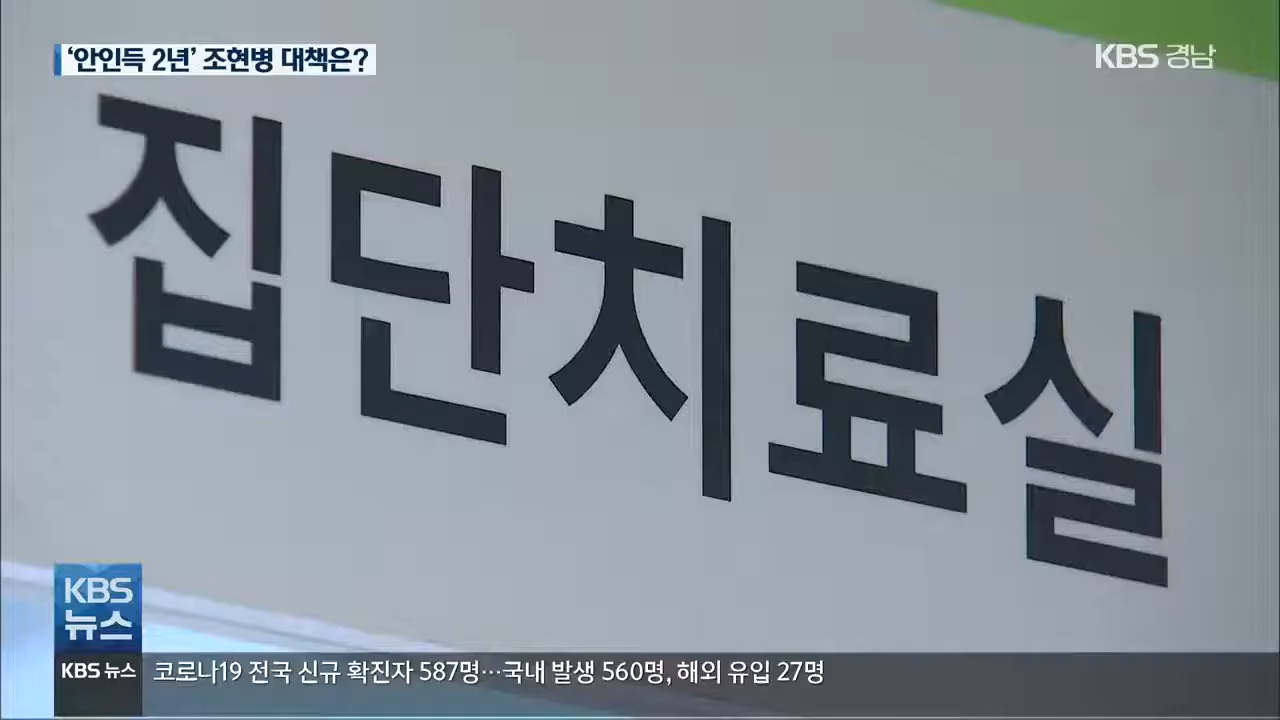 ‘안인득 2년’ 조현병 대책은?
KBS 경남
집단치료실
KBS
뉴스
KBS 뉴스 코로나19 전국 신규 확진자 587명…국내 발생 560명, 해외 유입 27명